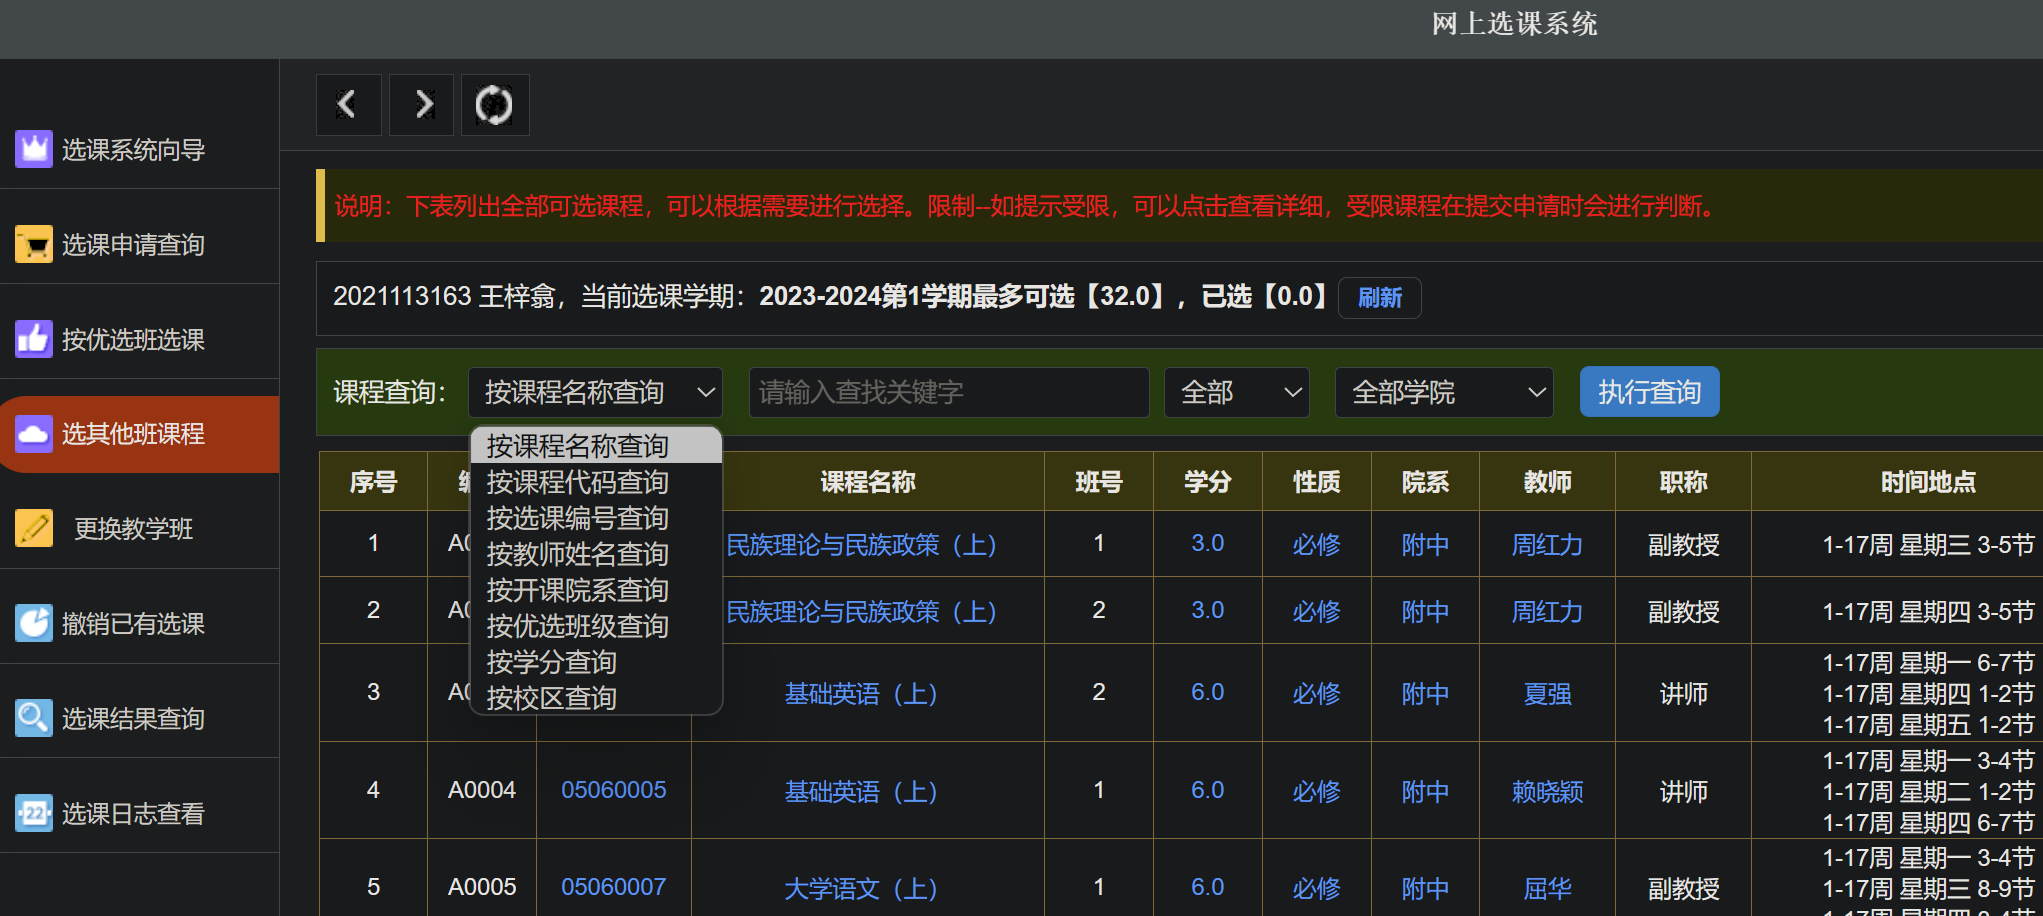 网上选课系统
选课系统向导
选课申请查询
按优选班选课
选其他班课程
更换教学班
撤销已有选课
选课结果查询
选课日志查看
22
说明：下表列出全部可选课程，可以根据需要进行选择。限制--如提示受限，可以点击查看详细，受限课程在提交申请时会进行判断。
2021113163 王梓翕，当前选课学期：2023-2024第1学期最多可选【32.0】，已选【0.0】 刷新
课程查询： 按课程名称查询 请输入查找关键字 全部 全部学院 执行查询
按课程名称查询
按课程代码查询
按选课编号查询
按教师姓名查询
按开课院系查询
按优选班级查询
按学分查询
按校区查询
序号 课程名称 班号 学分 性质 院系 教师 职称 时间地点
1 A0 民族理论与民族政策（上） 1 3.0 必修 附中 周红力 副教授 1-17周 星期三 3-5节
2 A0 民族理论与民族政策（上） 2 3.0 必修 附中 周红力 副教授 1-17周 星期四 3-5节
3 A0 基础英语（上） 2 6.0 必修 附中 夏强 讲师 1-17周 星期一 6-7节
1-17周 星期四 1-2节
1-17周 星期五 1-2节
4 A0004 05060005 基础英语（上） 1 6.0 必修 附中 赖晓颖 讲师 1-17周 星期一 3-4节
1-17周 星期二 1-2节
1-17周 星期四 6-7节
5 A0005 05060007 大学语文（上） 1 6.0 必修 附中 屈华 副教授 1-17周 星期一 3-4节
1-17周 星期三 8-9节